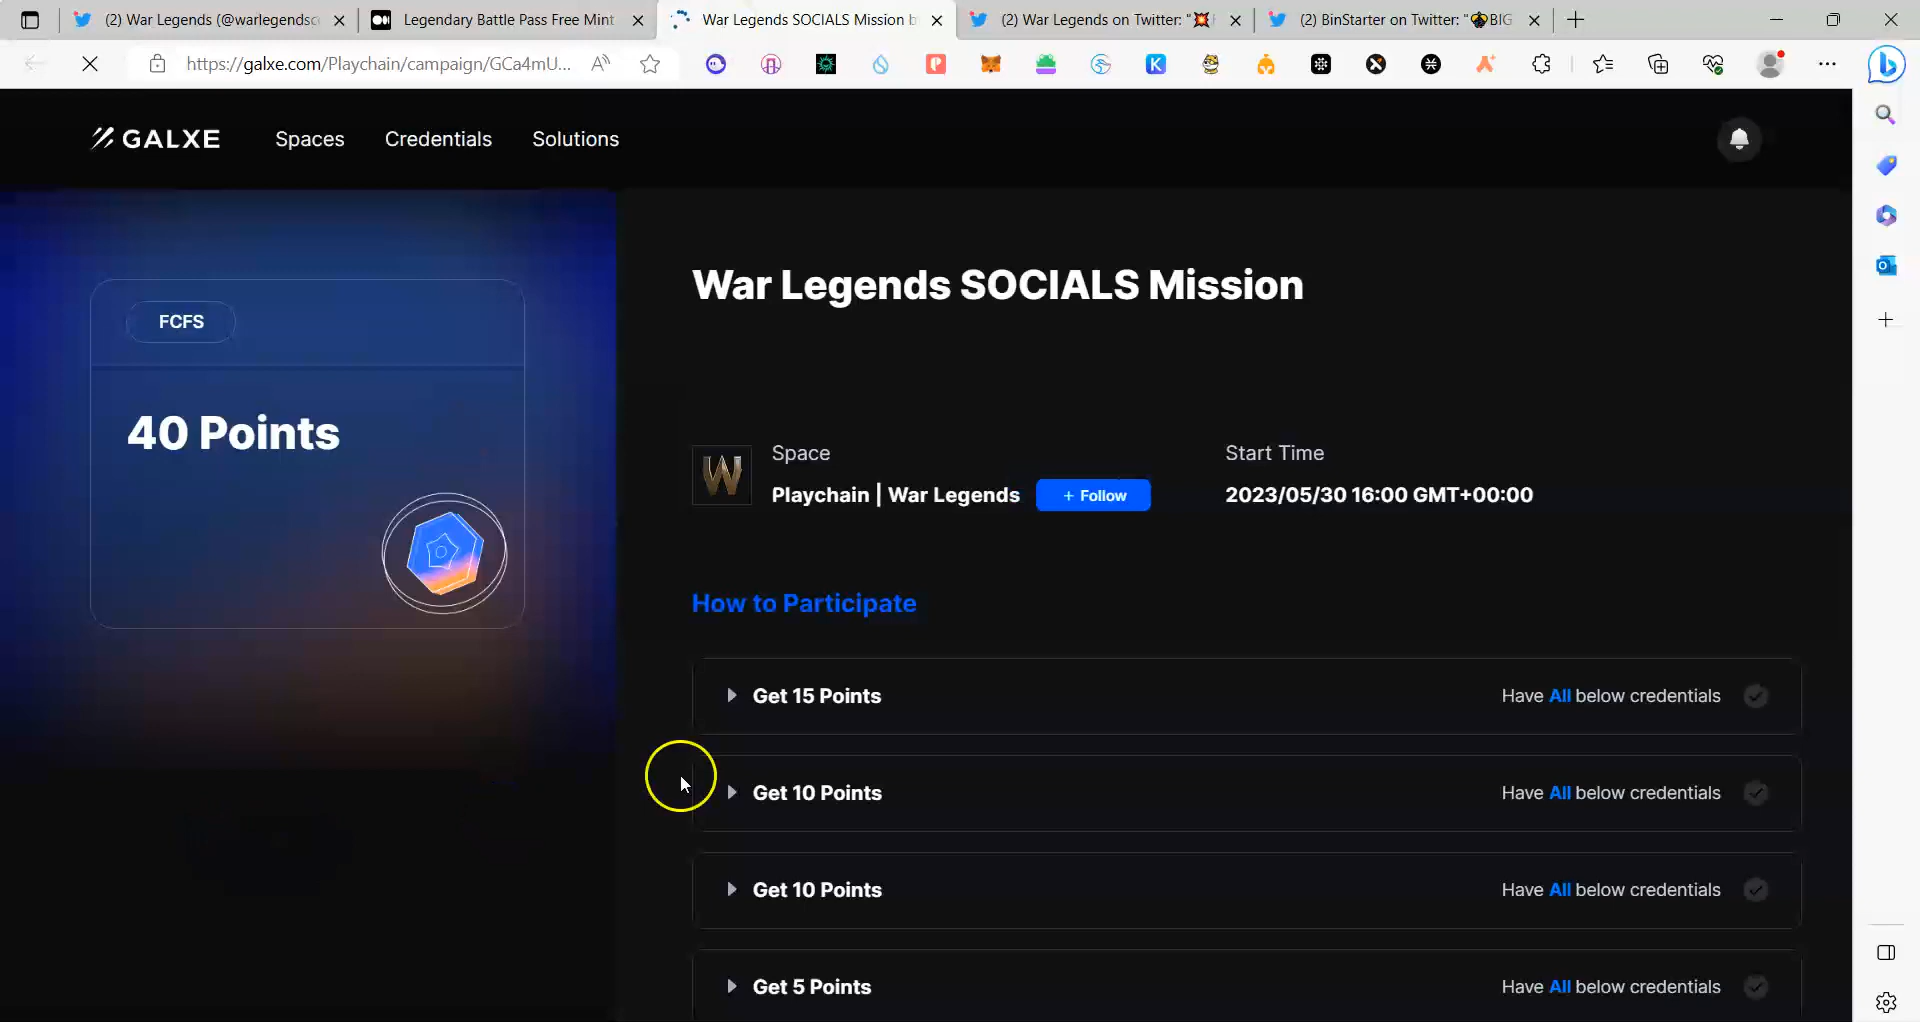 (2) War Legends (@warlegendsc
Legendary Battle Pass Free Mint
War Legends SOCIALS Mission b
(2) War Legends on Twitter: "💥
(2) BinStarter on Twitter: "🐝BIG
https://galxe.com/Playchain/campaign/GCa4mU...
GALXE
Spaces
Credentials
Solutions
FCFS
40 Points
War Legends SOCIALS Mission
Space
Playchain | War Legends
+ Follow
Start Time
2023/05/30 16:00 GMT+00:00
How to Participate
Get 15 Points
Have All below credentials
Get 10 Points
Have All below credentials
Get 10 Points
Have All below credentials
Get 5 Points
Have All below credentials